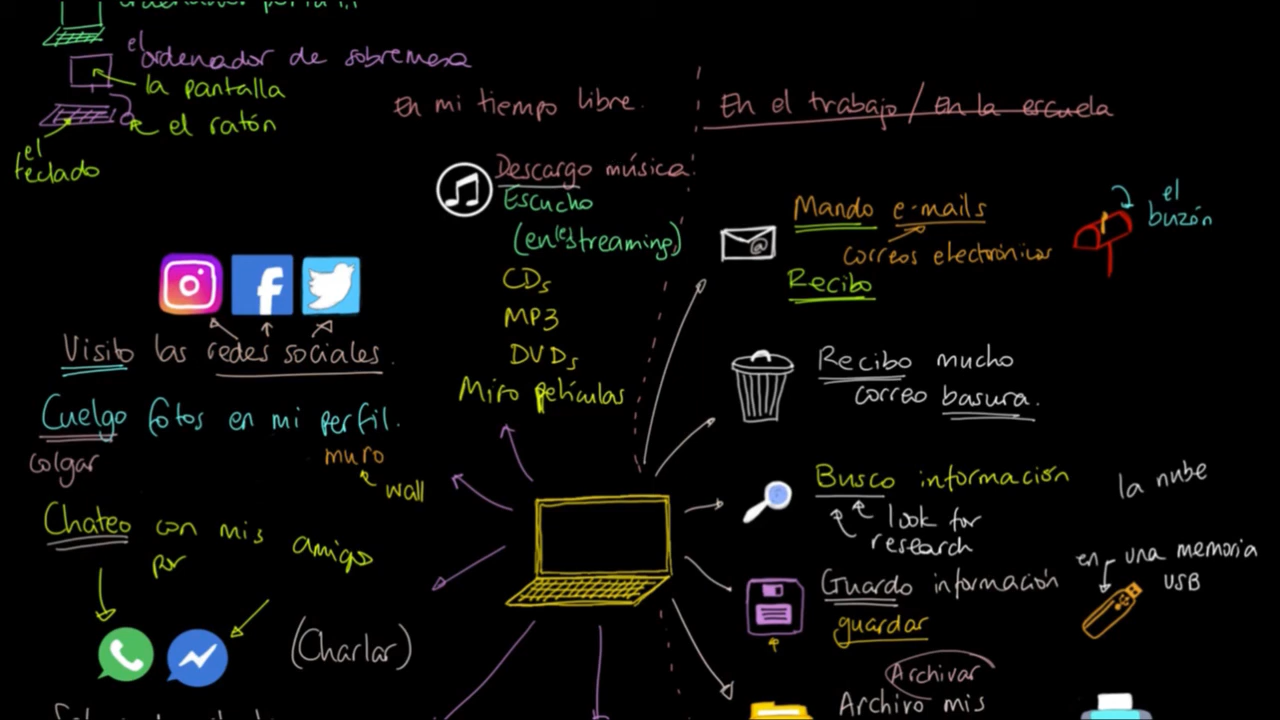 el ordenador de sobremesa
la pantalla
el ratón
el teclado
En mi tiempo libre.
En el trabajo / En la escuela
Descargo música
Escucho
(en streaming)
CDs
MP3
DVDs
Miro películas
Visito las redes sociales.
Cuelgo fotos en mi perfil.
colgar
muro
wall
Chateo con mis amigos
por
(Charlar)
Mando e-mails
correos electrónicos
Recibo
el buzón
Recibo mucho
correo basura.
Busco información
look for
research
la nube
Guardo información
guardar
en una memoria
USB
Archivar
Archivo mis